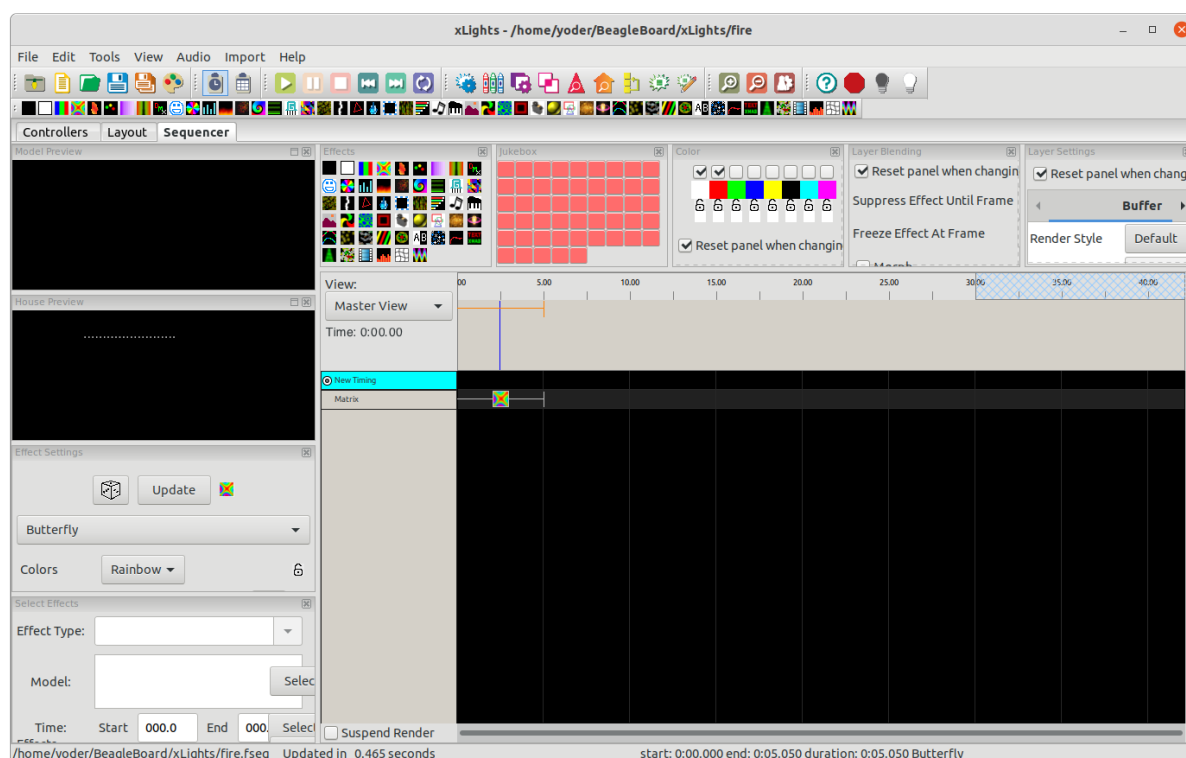 xLights - /home/yoder/BeagleBoard/xLights/fire
File Edit Tools View Audio Import Help
Controllers Layout Sequencer
Model Preview
Effects
Jukebox
Color
Layer Blending
Layer Settings
Reset panel when changin
Reset panel when chang
Suppress Effect Until Frame
Buffer
Freeze Effect At Frame
Render Style Default
Reset panel when changin
View:
Master View
Time: 0:00.00
00 5.00 10.00 15.00 20.00 25.00 30.00 35.00 40.00
House Preview
New Timing
Matrix
Effect Settings
Update
Butterfly
Colors Rainbow
Select Effects
Effect Type:
Model: Selec
Time: Start 000.0 End 000. Select
Suspend Render
/home/yoder/BeagleBoard/xLights/fire.fseq Updated in 0.465 seconds start: 0:00.000 end: 0:05.050 duration: 0:05.050 Butterfly